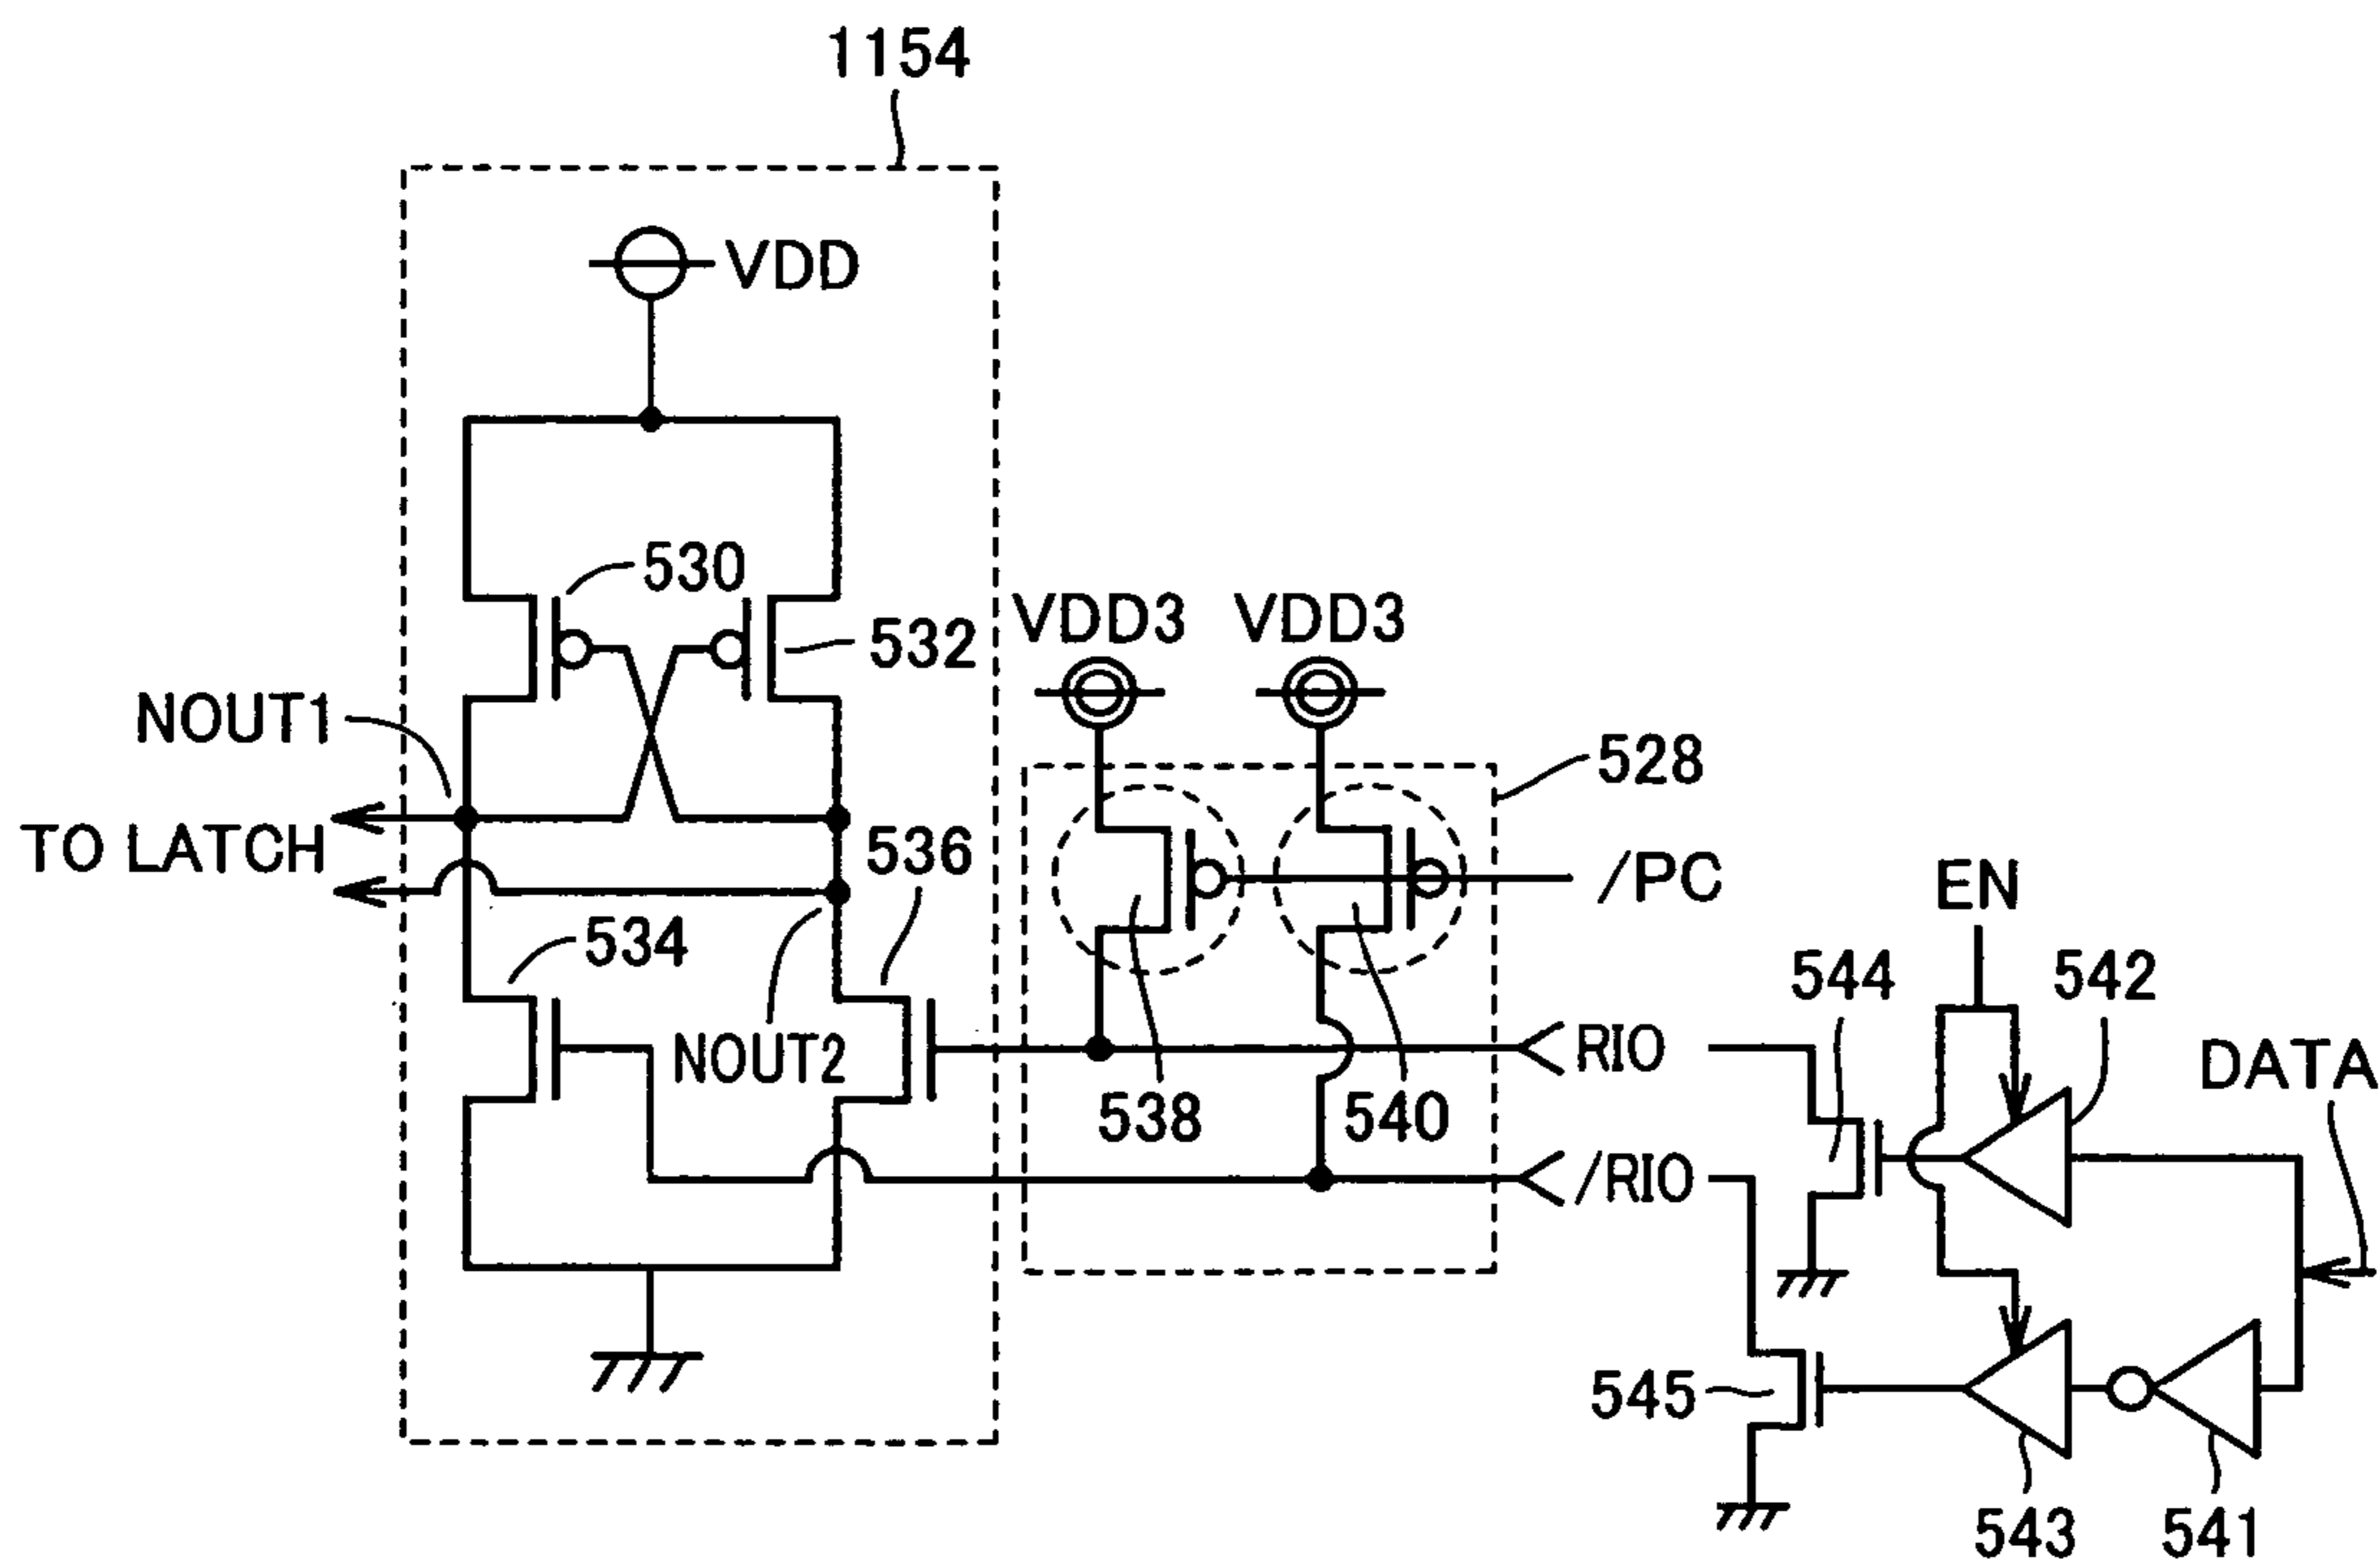 1154
VDD
530
532
VDD3
VDD3
NOUT1
528
TO LATCH
536
/PC
EN
534
544
542
NOUT2
RIO
DATA
538
540
/RIO
545
543
541